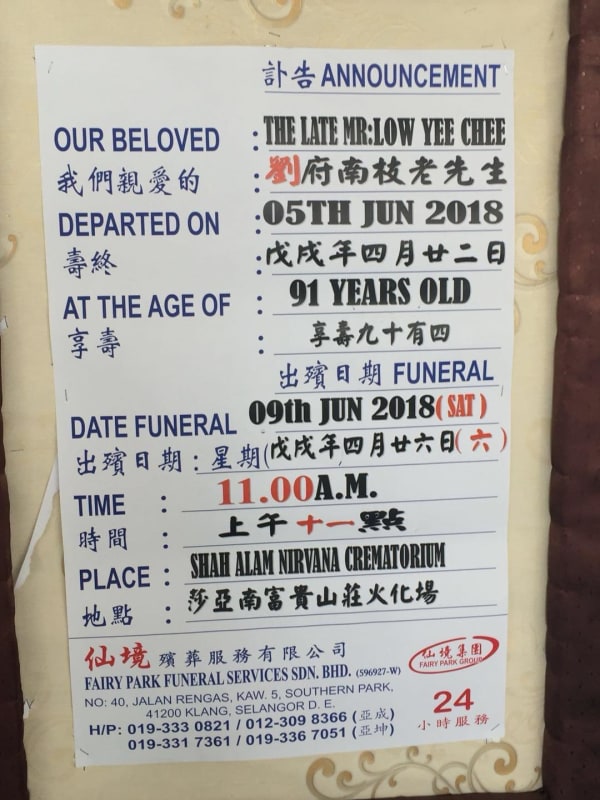 訃告 ANNOUNCEMENT
OUR BELOVED : THE LATE MR:LOW YEE CHEE
我們親愛的 : 劉府南枝老先生
DEPARTED ON : 05TH JUN 2018
壽終 : 戊戌年四月廿二日
AT THE AGE OF : 91 YEARS OLD
享壽 : 享壽九十有四
出殯日期 FUNERAL
DATE FUNERAL 09th JUN 2018(SAT)
出殯日期 : 星期(戊戌年四月廿六日(六)
TIME : 11.00A.M.
時間 : 上午十一點
PLACE : SHAH ALAM NIRVANA CREMATORIUM
地點 : 莎亞南富貴山莊火化場
仙境 殯葬服務有限公司
仙境集團
FAIRY PARK GROUP
FAIRY PARK FUNERAL SERVICES SDN. BHD. (596927-W)
NO: 40, JALAN RENGAS, KAW. 5, SOUTHERN PARK,
41200 KLANG, SELANGOR D. E.
H/P: 019-333 0821 / 012-309 8366 (亞成)
019-331 7361 / 019-336 7051 (亞坤)
24
小時服務